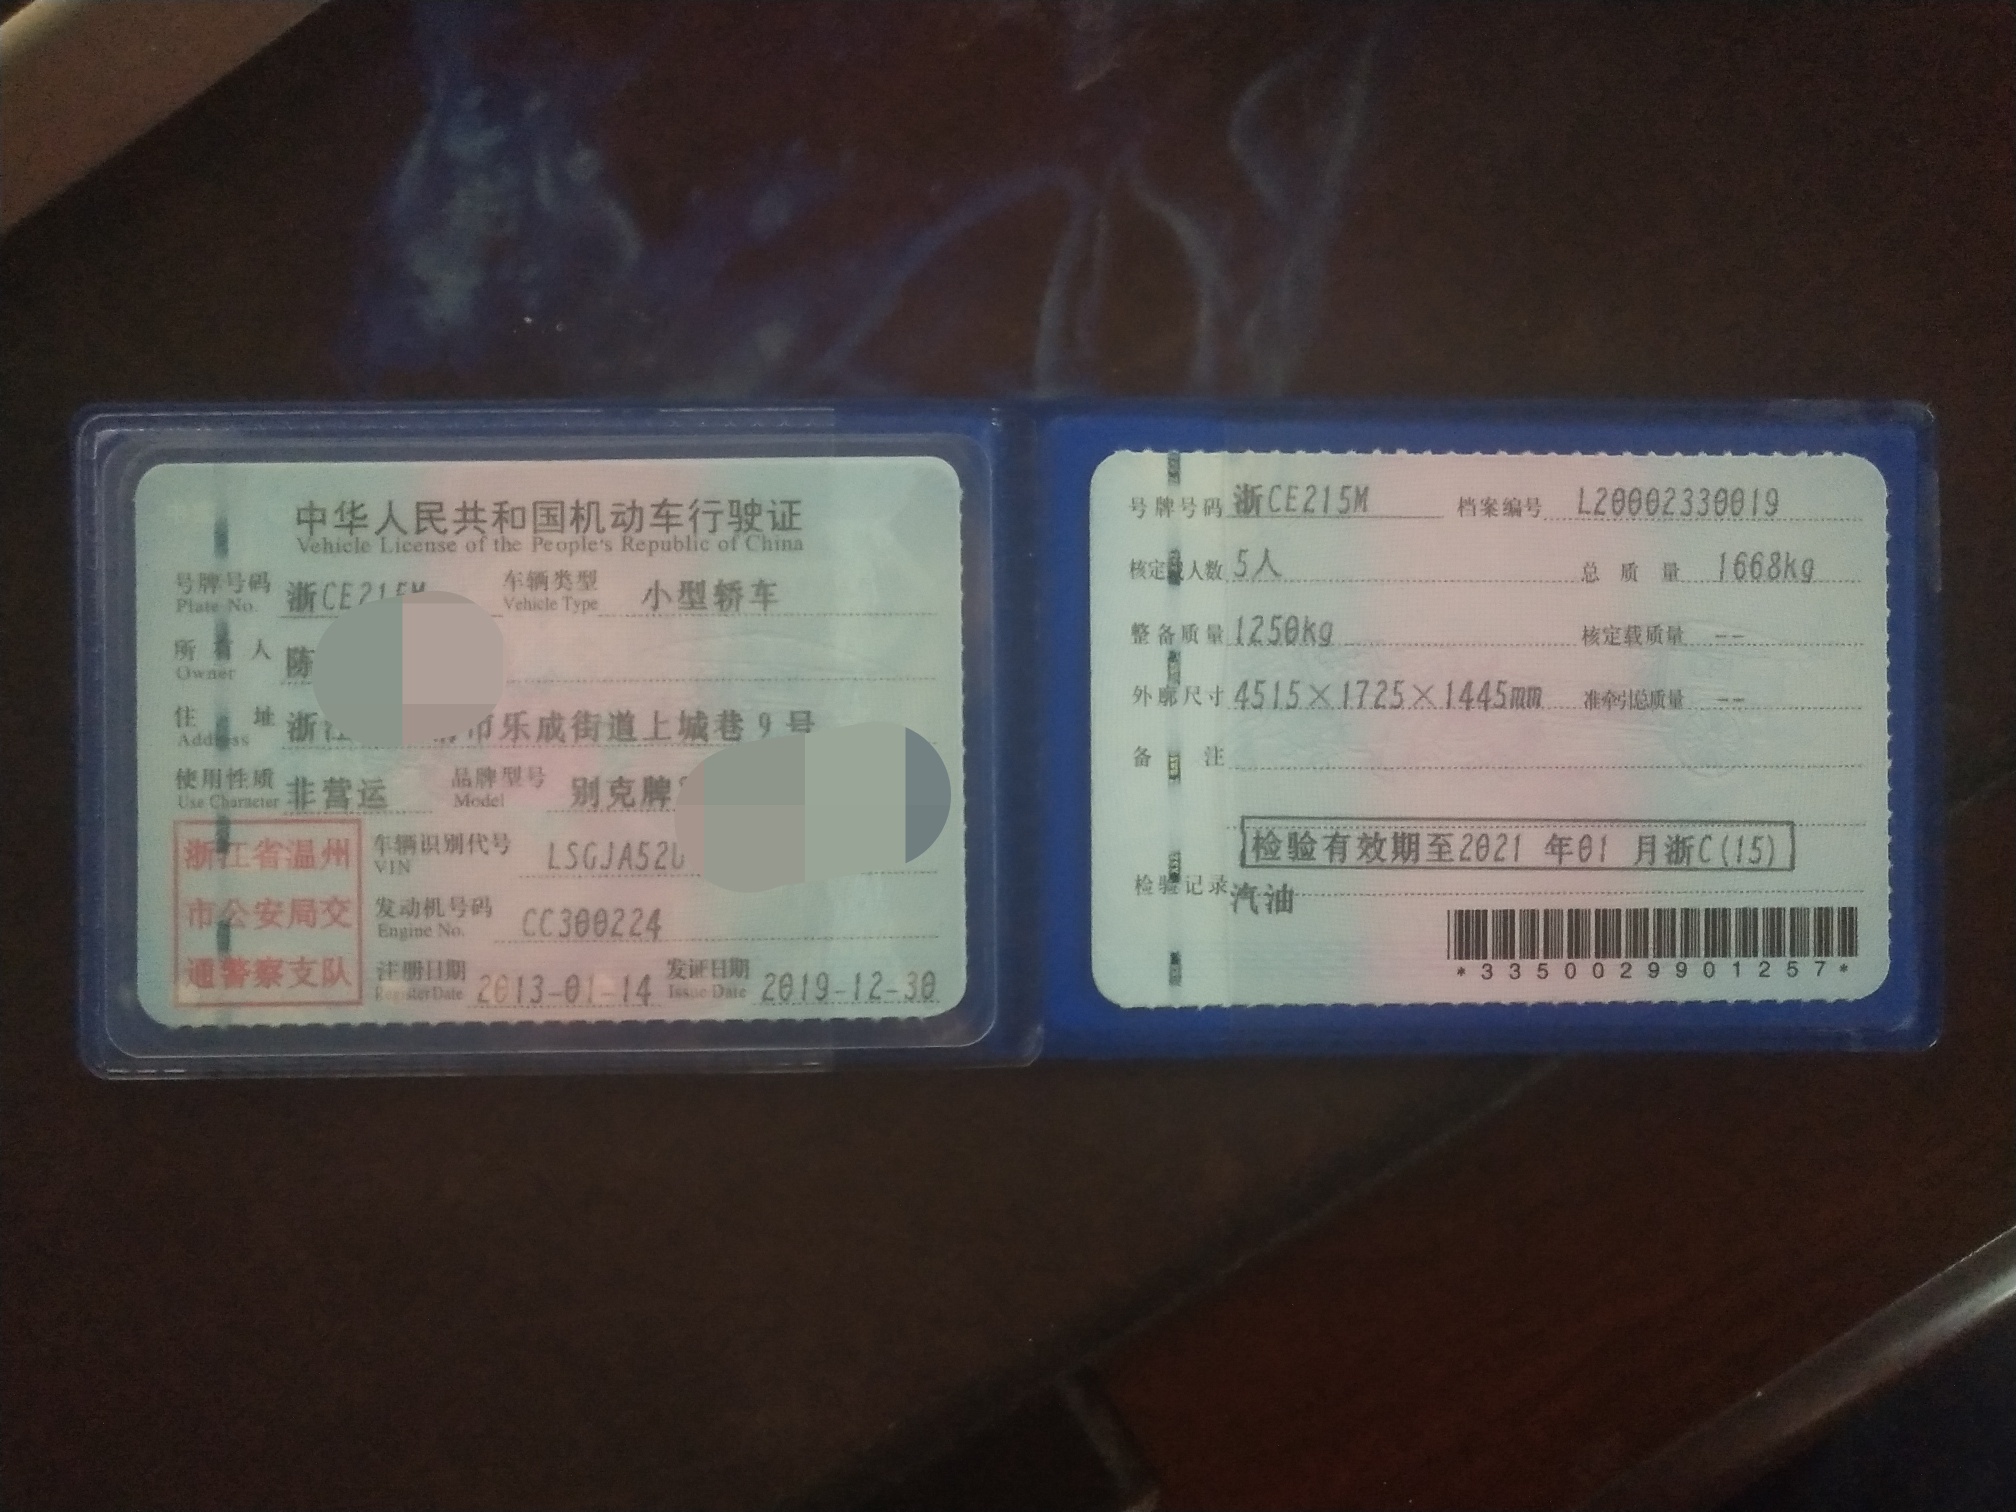 中华人民共和国机动车行驶证
Vehicle License of the People's Republic of China
号牌号码 浙CE215M 车辆类型 小型轿车
Plate No. Vehicle Type
所有人 陈
Owner
住址 浙江 市乐成街道上城巷9号
Address
使用性质 非营运 品牌型号 别克牌
Use Character Model
浙江省温州
市公安局交
通警察支队
车辆识别代号 LSGJA52U
VIN
发动机号码 CC300224
Engine No.
注册日期 2013-01-14 发证日期 2019-12-30
Register Date Issue Date
号牌号码 浙CE215M 档案编号 L20002330019
核定载人数 5人 总质量 1668kg
整备质量 1250kg 核定载质量 --
外廓尺寸 4515×1725×1445mm 准牵引总质量 --
备注
检验有效期至2021 年01 月浙C(15)
检验记录
汽油
*3350029901257*